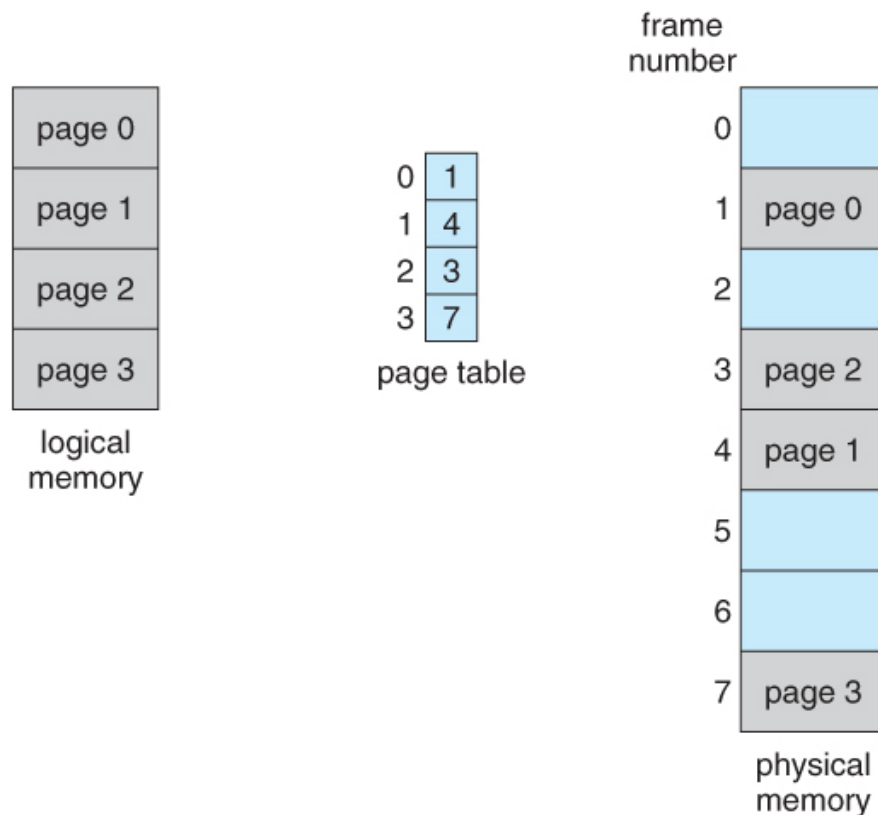 frame
number
page 0
page 1
page 2
page 3
logical
memory
0 1
1 4
2 3
3 7
page table
0
1 page 0
2
3 page 2
4 page 1
5
6
7 page 3
physical
memory